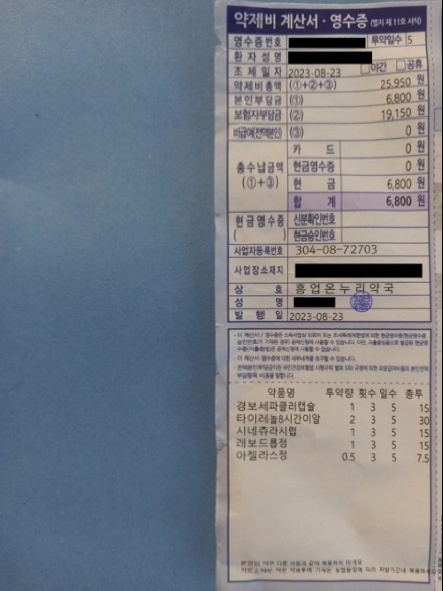 약제비 계산서·영수증 (별지 제11호 서식)
영수증번호 투약일수 5
환자성명
조제일자 2023-08-23 □야간 □공휴
약제비총액 (①+②+③) 25,950 원
본인부담금 (①) 6,800 원
보험자부담금 (②) 19,150 원
비급여(전액본인) (③) 0 원
총수납금액 (①+③) 카드 0 원
현금영수증 0 원
현금 6,800 원
합계 6,800 원
현금영수증 ( ) 신분확인번호
현금승인번호
사업자등록번호 304-08-72703
사업장소재지
상호 흥업온누리약국
성명
발행일 2023-08-23
약품명 투약량 횟수 일수 총투
경보세파클러캡슐 1 3 5 15
타이레놀8시간이알 2 3 5 30
시네츄라시럽 1 3 5 15
레보드롭정 1 3 5 15
아젤라스정 0.5 3 5 7.5